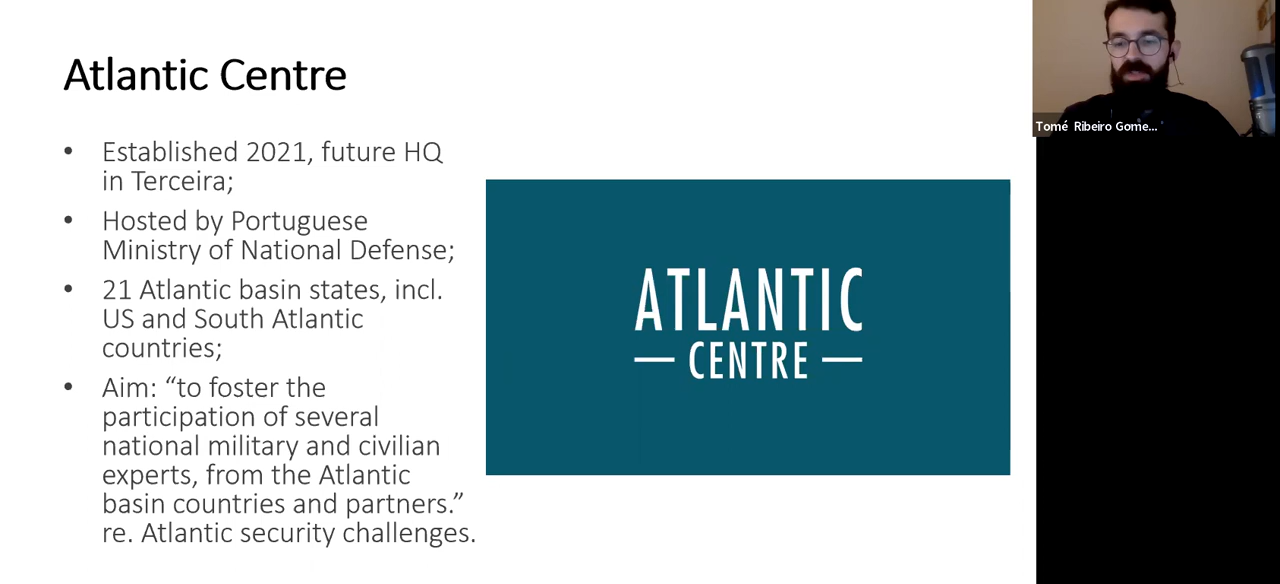 Atlantic Centre
• Established 2021, future HQ
in Terceira;
• Hosted by Portuguese
Ministry of National Defense;
• 21 Atlantic basin states, incl.
US and South Atlantic
countries;
• Aim: “to foster the
participation of several
national military and civilian
experts, from the Atlantic
basin countries and partners.”
re. Atlantic security challenges.
ATLANTIC
CENTRE
Tomé Ribeiro Gome...